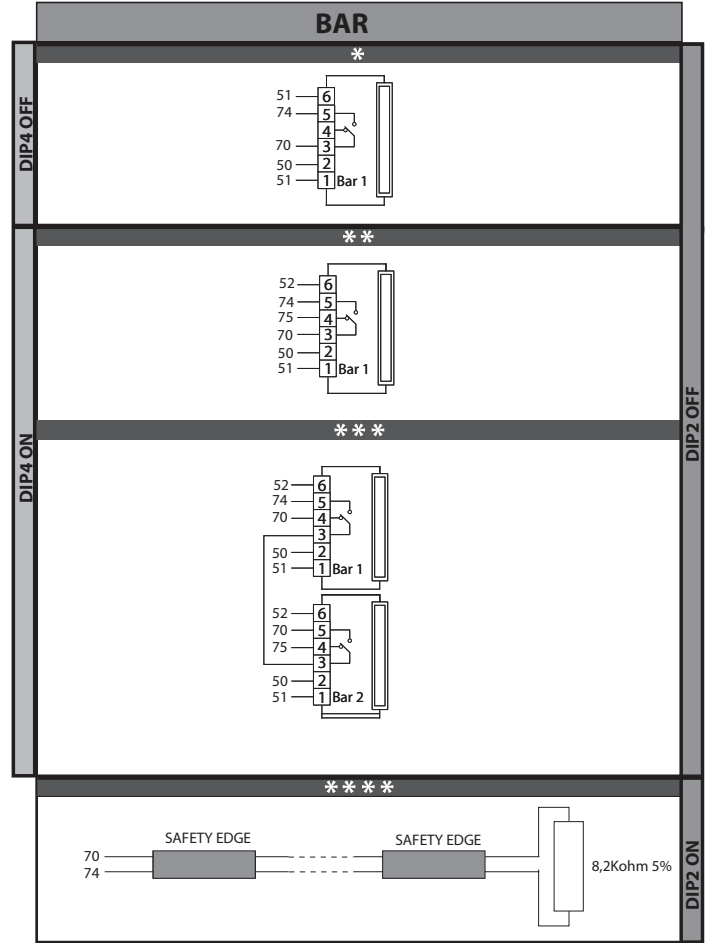 BAR
*
DIP4 OFF
51 6
74 5
4
70 3
50 2
51 1 Bar 1
**
DIP4 ON
DIP2 OFF
52 6
74 5
75 4
70 3
50 2
51 1 Bar 1
***
52 6
74 5
70 4
3
50 2
51 1 Bar 1
52 6
70 5
75 4
3
50 2
51 1 Bar 2
****
DIP2 ON
SAFETY EDGE SAFETY EDGE
70
74
8,2Kohm 5%